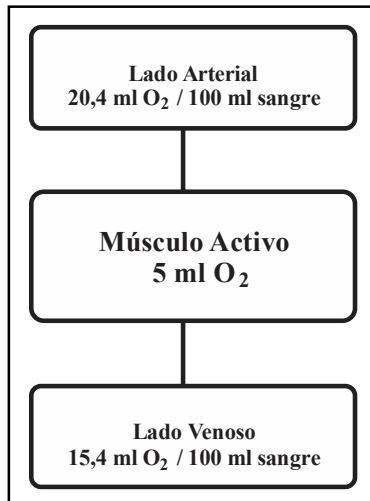 Lado Arterial
20,4 ml O₂ / 100 ml sangre
Músculo Activo
5 ml O₂
Lado Venoso
15,4 ml O₂ / 100 ml sangre